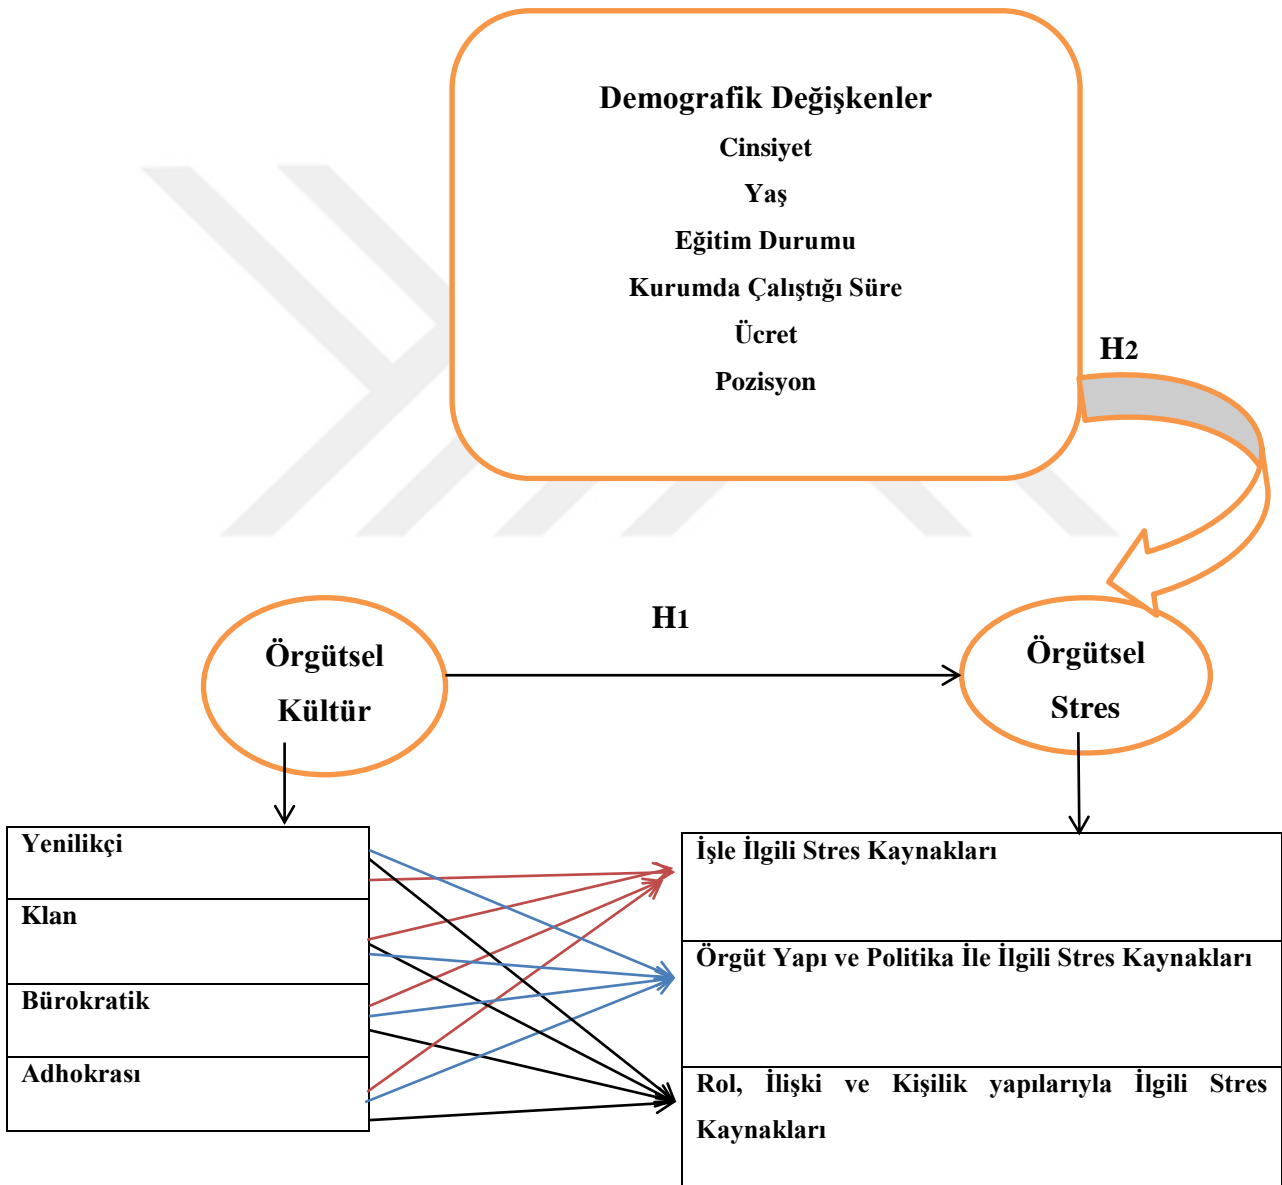 Demografik Değişkenler
Cinsiyet
Yaş
Eğitim Durumu
Kurumda Çalıştığı Süre
Ücret
Pozisyon
H2
H1
Örgütsel
Kültür
Örgütsel
Stres
Yenilikçi
Klan
Bürokratik
Adhokrası
İşle İlgili Stres Kaynakları
Örgüt Yapı ve Politika İle İlgili Stres Kaynakları
Rol, İlişki ve Kişilik yapılarıyla İlgili Stres
Kaynakları